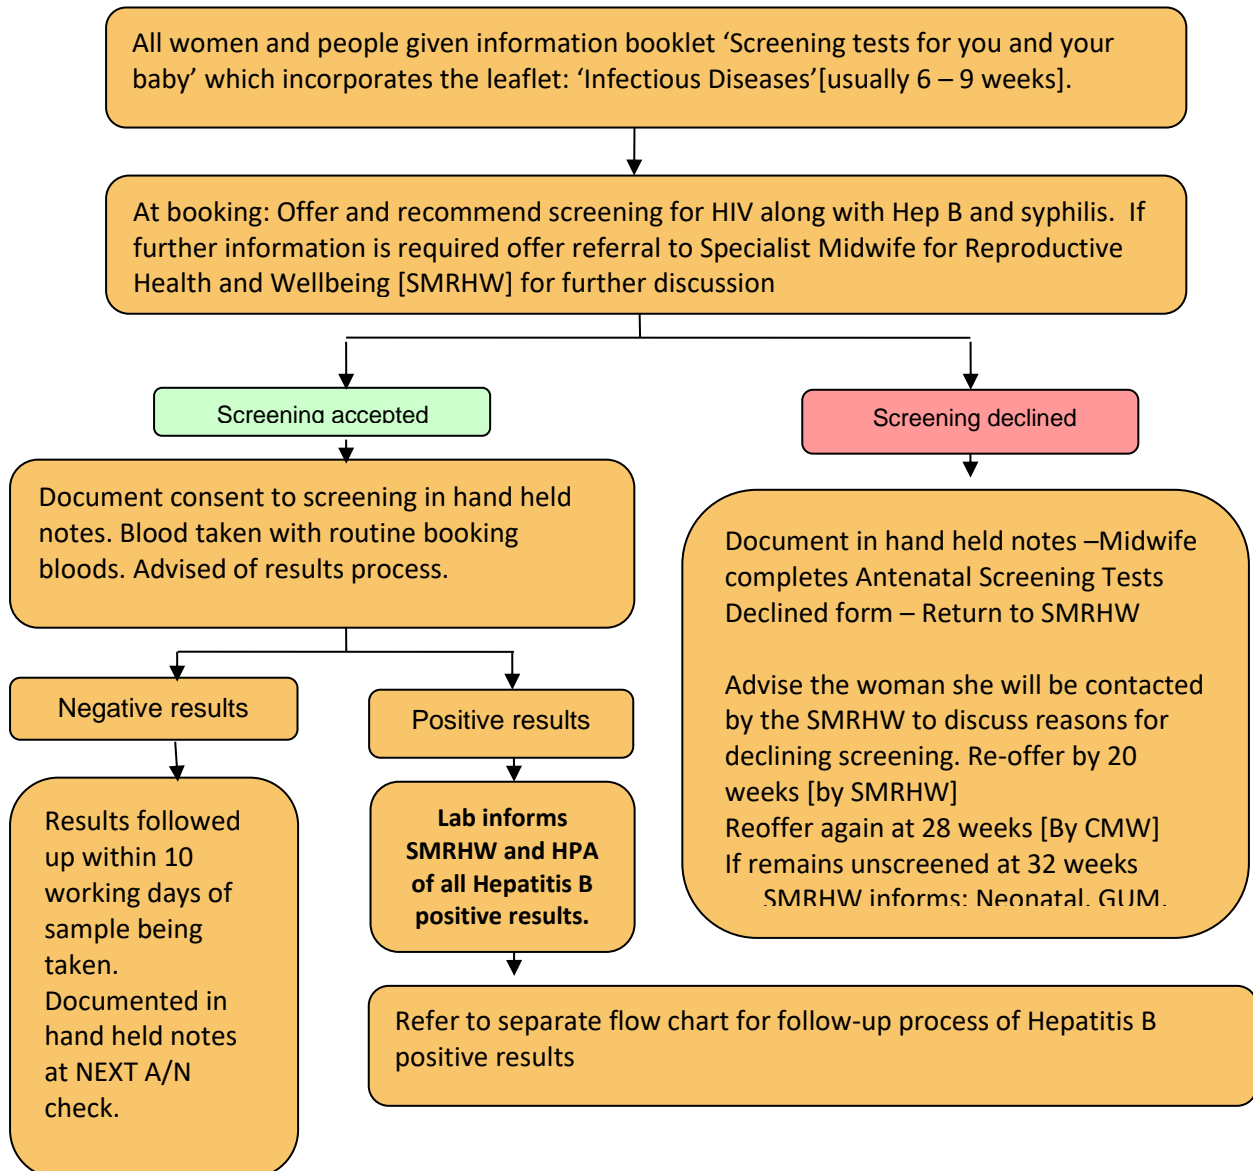 All women and people given information booklet ‘Screening tests for you and your
baby’ which incorporates the leaflet: ‘Infectious Diseases’[usually 6 – 9 weeks].
At booking: Offer and recommend screening for HIV along with Hep B and syphilis.  If
further information is required offer referral to Specialist Midwife for Reproductive
Health and Wellbeing [SMRHW] for further discussion
Screening accepted
Screening declined
Document consent to screening in hand held
notes. Blood taken with routine booking
bloods. Advised of results process.
Document in hand held notes –Midwife
completes Antenatal Screening Tests
Declined form – Return to SMRHW
Advise the woman she will be contacted
by the SMRHW to discuss reasons for
declining screening. Re-offer by 20
weeks [by SMRHW]
Reoffer again at 28 weeks [By CMW]
If remains unscreened at 32 weeks
SMRHW informs: Neonatal, GUM,
Negative results
Positive results
Results followed
up within 10
working days of
sample being
taken.
Documented in
hand held notes
at NEXT A/N
check.
Lab informs
SMRHW and HPA
of all Hepatitis B
positive results.
Refer to separate flow chart for follow-up process of Hepatitis B
positive results